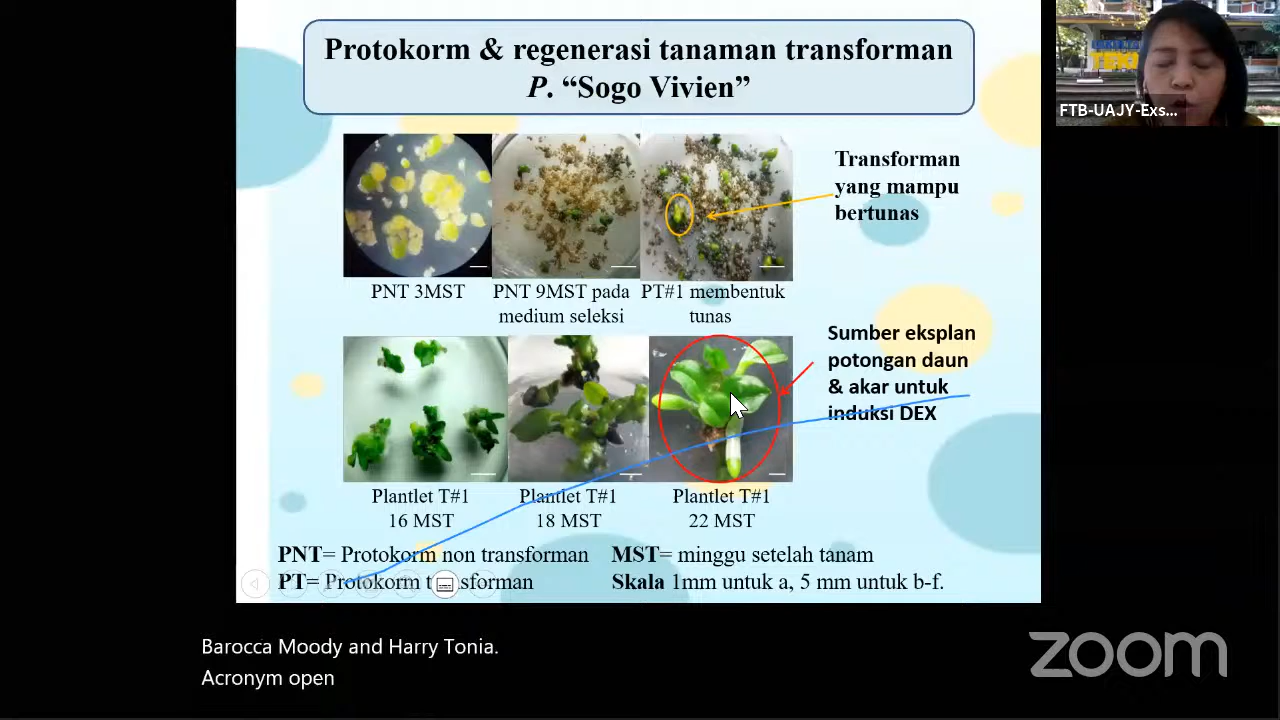 Protokorm & regenerasi tanaman transforman
P. “Sogo Vivien”
FTB-UAJY-Exs...
Transforman
yang mampu
bertunas
PNT 3MST
PNT 9MST pada
medium seleksi
PT#1 membentuk
tunas
Sumber eksplan
potongan daun
& akar untuk
induksi DEX
Plantlet T#1
16 MST
Plantlet T#1
18 MST
Plantlet T#1
22 MST
PNT= Protokorm non transforman
MST= minggu setelah tanam
PT= Protokorm transforman
Skala 1mm untuk a, 5 mm untuk b-f.
Barocca Moody and Harry Tonia.
Acronym open
zoom